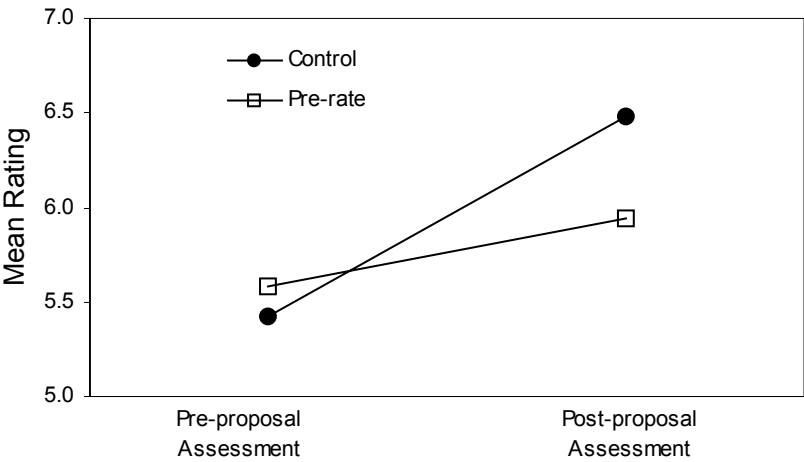 7.0
Control
Pre-rate
6.5
Mean Rating
6.0
5.5
5.0
Pre-proposal
Assessment
Post-proposal
Assessment